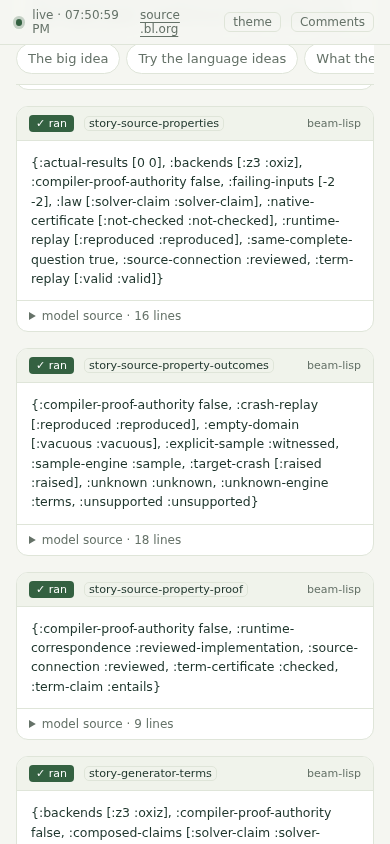 live · 07:50:59 PM
source .bl.org
theme
Comments
The big idea
Try the language ideas
What the
✓ ran
story-source-properties
beam-lisp
{:actual-results [0 0], :backends [:z3 :oxiz],
:compiler-proof-authority false, :failing-inputs [-2
-2], :law [:solver-claim :solver-claim], :native-
certificate [:not-checked :not-checked], :runtime-
replay [:reproduced :reproduced], :same-complete-
question true, :source-connection :reviewed, :term-
replay [:valid :valid]}
▶ model source · 16 lines
✓ ran
story-source-property-outcomes
beam-lisp
{:compiler-proof-authority false, :crash-replay
[:reproduced :reproduced], :empty-domain
[:vacuous :vacuous], :explicit-sample :witnessed,
:sample-engine :sample, :target-crash [:raised
:raised], :unknown :unknown, :unknown-engine
:terms, :unsupported :unsupported}
▶ model source · 18 lines
✓ ran
story-source-property-proof
beam-lisp
{:compiler-proof-authority false, :runtime-
correspondence :reviewed-implementation, :source-
connection :reviewed, :term-certificate :checked,
:term-claim :entails}
▶ model source · 9 lines
✓ ran
story-generator-terms
beam-lisp
{:backends [:z3 :oxiz], :compiler-proof-authority
false, :composed-claims [:solver-claim :solver-